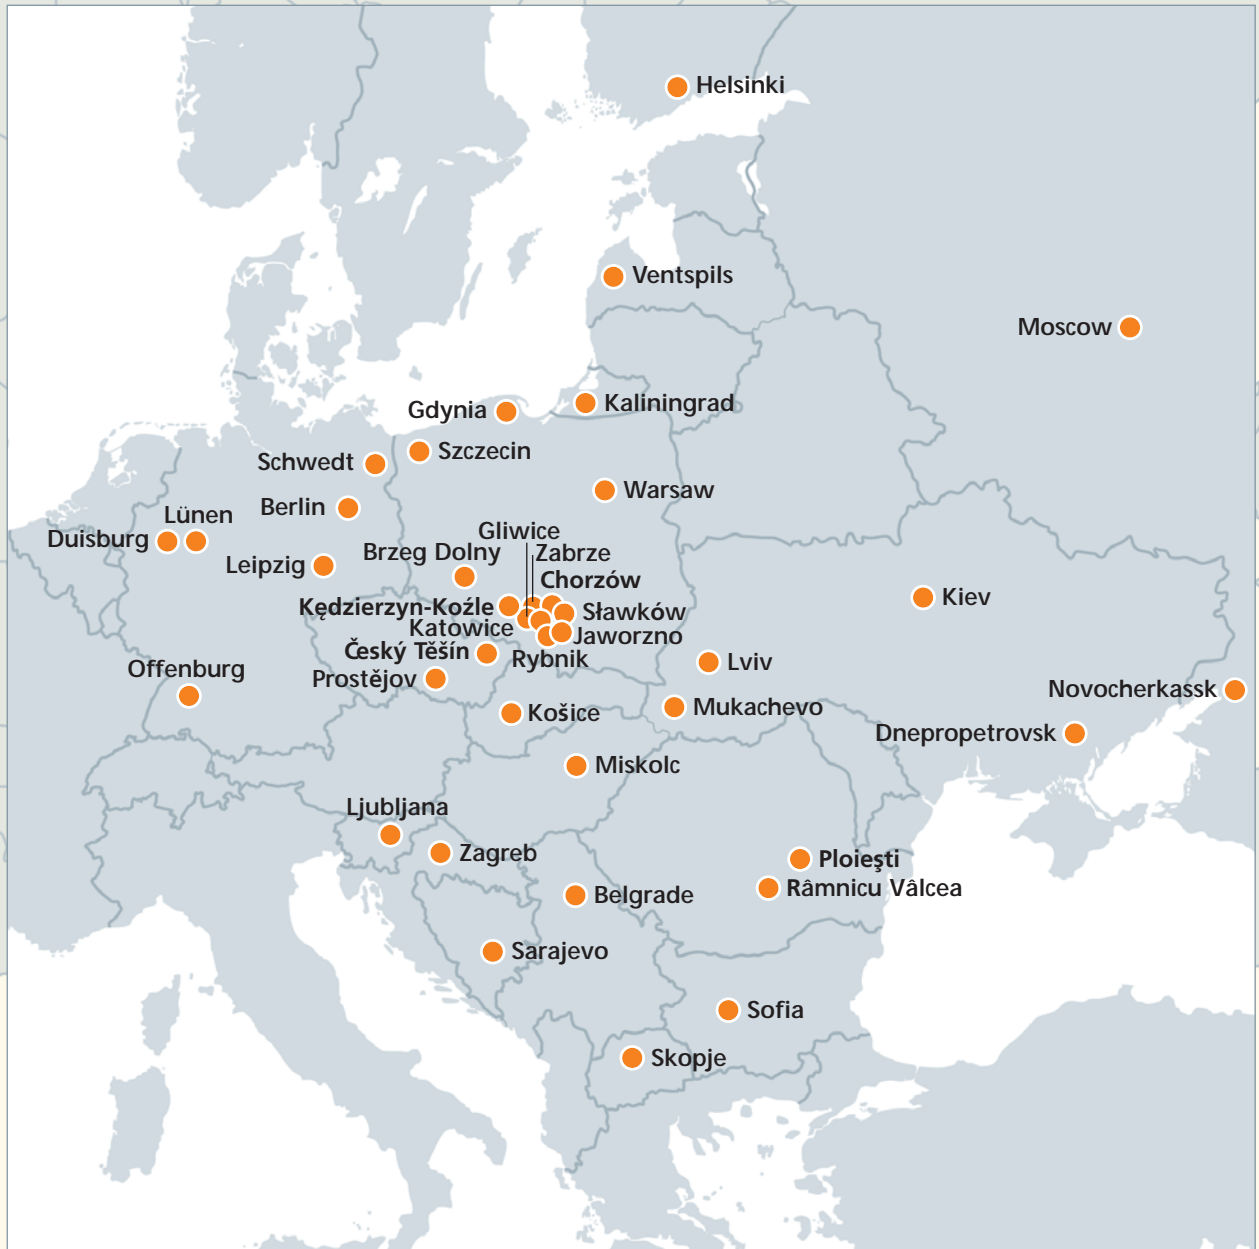 Helsinki
Ventspils
Moscow
Kaliningrad
Gdynia
Szczecin
Schwedt
Warsaw
Berlin
Lünen
Gliwice
Duisburg
Zabrze
Brzeg Dolny
Leipzig
Chorzów
Kiev
Kędzierzyn-Koźle
Sławków
Katowice
Jaworzno
Český Těšín
Rybnik
Lviv
Offenburg
Prostějov
Novocherkassk
Mukachevo
Košice
Dnepropetrovsk
Miskolc
Ljubljana
Zagreb
Ploieşti
Râmnicu Vâlcea
Belgrade
Sarajevo
Sofia
Skopje